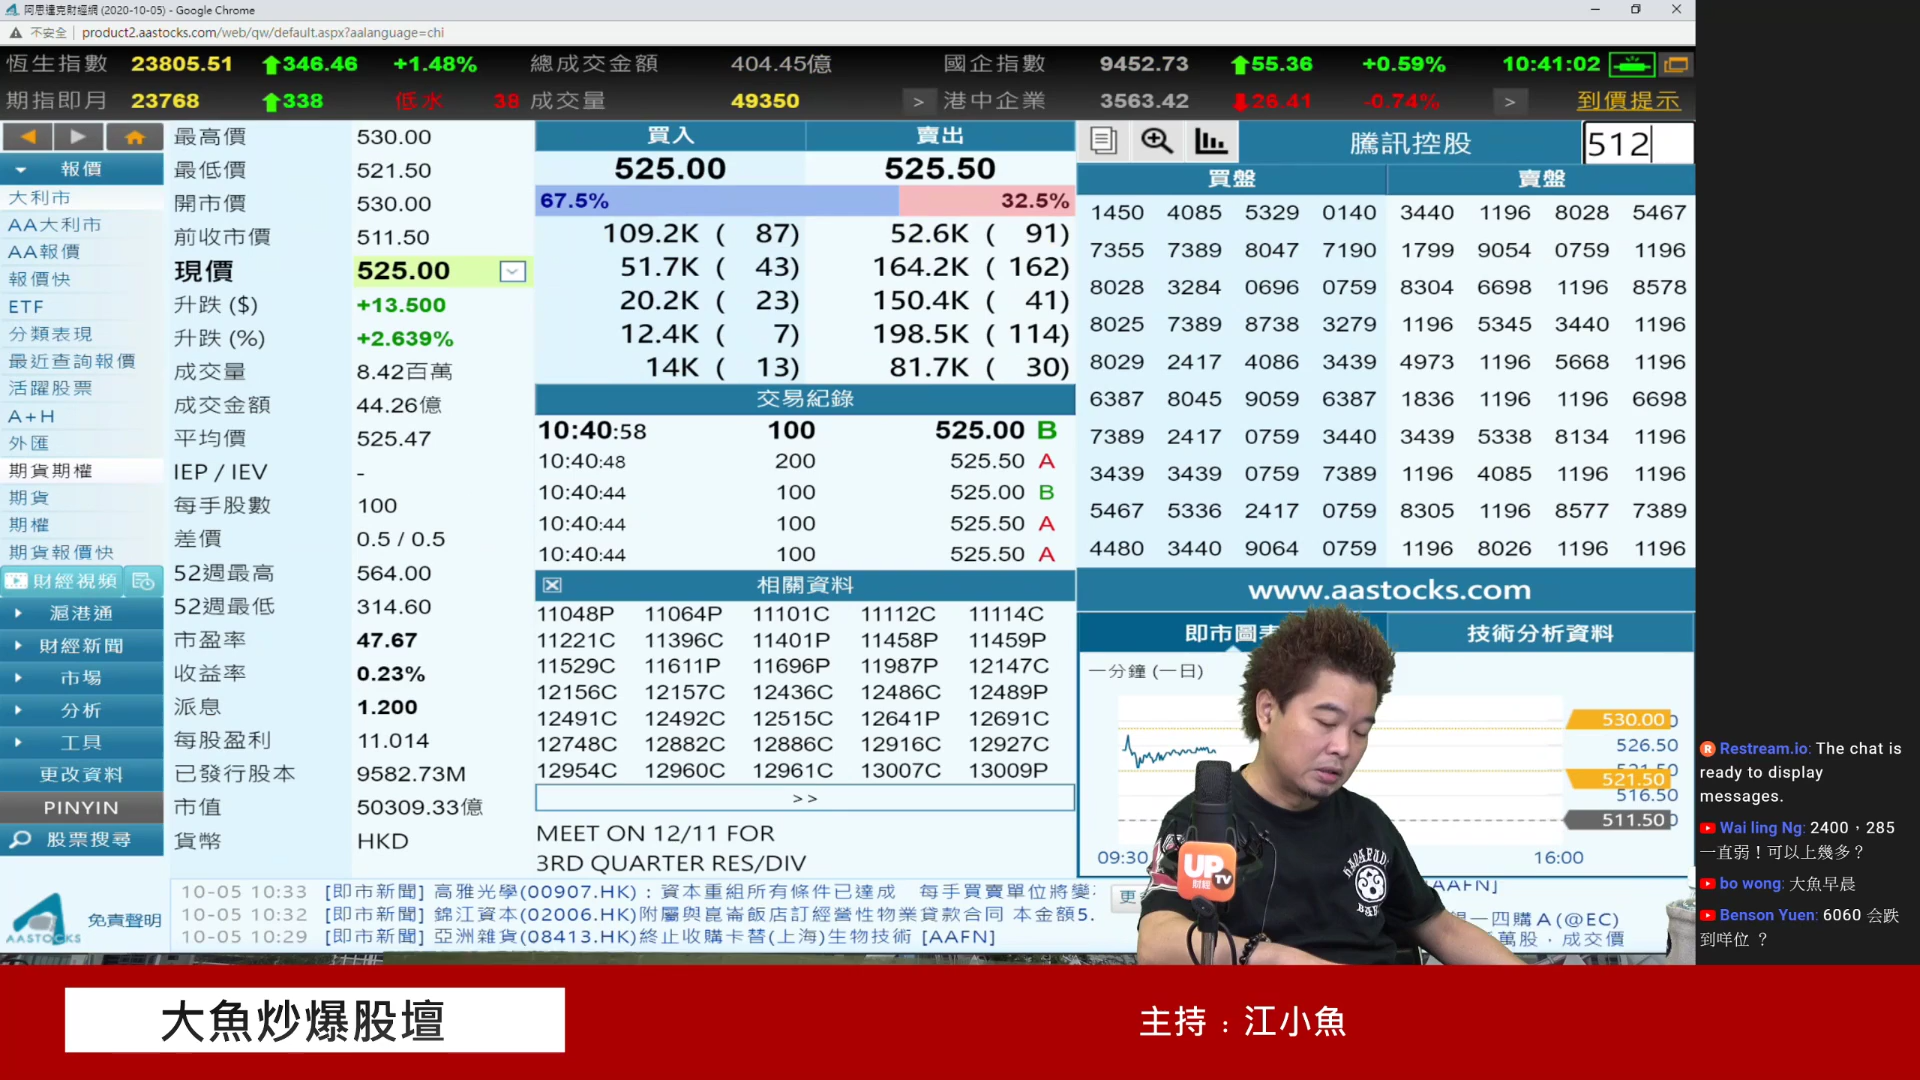 阿思達克財經網 (2020-10-05) - Google Chrome
不安全 | product2.aastocks.com/web/qw/default.aspx?aalanguage=chi
恆生指數 23805.51 346.46 +1.48% 總成交金額 404.45億 國企指數 9452.73 55.36 +0.59% 10:41:02
期指即月 23768 338 低水 38 成交量 49350 > 港中企業 3563.42 26.41 -0.74% > 到價提示
報價
大利市
AA大利市
AA報價
報價快
ETF
分類表現
最近查詢報價
活躍股票
A+H
外匯
期貨期權
期貨
期權
期貨報價快
財經視頻
滬港通
財經新聞
市場
分析
工具
更改資料
PINYIN
股票搜尋
AASTOCKS 免責聲明
最高價 530.00
最低價 521.50
開市價 530.00
前收市價 511.50
現價 525.00
升跌 ($) +13.500
升跌 (%) +2.639%
成交量 8.42百萬
成交金額 44.26億
平均價 525.47
IEP / IEV -
每手股數 100
差價 0.5 / 0.5
52週最高 564.00
52週最低 314.60
市盈率 47.67
收益率 0.23%
派息 1.200
每股盈利 11.014
已發行股本 9582.73M
市值 50309.33億
貨幣 HKD
買入 賣出
525.00 525.50
67.5% 32.5%
109.2K ( 87) 52.6K ( 91)
51.7K ( 43) 164.2K ( 162)
20.2K ( 23) 150.4K ( 41)
12.4K ( 7) 198.5K ( 114)
14K ( 13) 81.7K ( 30)
交易紀錄
10:40:58 100 525.00 B
10:40:48 200 525.50 A
10:40:44 100 525.00 B
10:40:44 100 525.50 A
10:40:44 100 525.50 A
相關資料
11048P 11064P 11101C 11112C 11114C
11221C 11396C 11401P 11458P 11459P
11529C 11611P 11696P 11987P 12147C
12156C 12157C 12436C 12486C 12489P
12491C 12492C 12515C 12641P 12691C
12748C 12882C 12886C 12916C 12927C
12954C 12960C 12961C 13007C 13009P
>>
MEET ON 12/11 FOR
3RD QUARTER RES/DIV
騰訊控股 512
買盤 賣盤
1450 4085 5329 0140 3440 1196 8028 5467
7355 7389 8047 7190 1799 9054 0759 1196
8028 3284 0696 0759 8304 6698 1196 8578
8025 7389 8738 3279 1196 5345 3440 1196
8029 2417 4086 3439 4973 1196 5668 1196
6387 8045 9059 6387 1836 1196 1196 6698
7389 2417 0759 3440 3439 5338 8134 1196
3439 3439 0759 7389 1196 4085 1196 1196
5467 5336 2417 0759 8305 1196 8577 7389
4480 3440 9064 0759 1196 8026 1196 1196
www.aastocks.com
即市圖表 技術分析資料
一分鐘 (一日)
530.00
526.50
521.50
516.50
511.50
09:30 16:00
10-05 10:33 [即市新聞] 高雅光學(00907.HK)：資本重組所有條件已達成 每手買賣單位將變
10-05 10:32 [即市新聞] 錦江資本(02006.HK)附屬與崑崙飯店訂經營性物業貸款合同 本金額5.
10-05 10:29 [即市新聞] 亞洲雜貨(08413.HK)終止收購卡替(上海)生物技術 [AAFN]
更
AAFN]
一四購A(@EC)
萬股，成交價
UP TV
財經
Restream.io: The chat is
ready to display
messages.
Wai ling Ng: 2400，285
一直弱！可以上幾多？
bo wong: 大魚早晨
Benson Yuen: 6060 会跌
到咩位 ？
大魚炒爆股壇
主持：江小魚